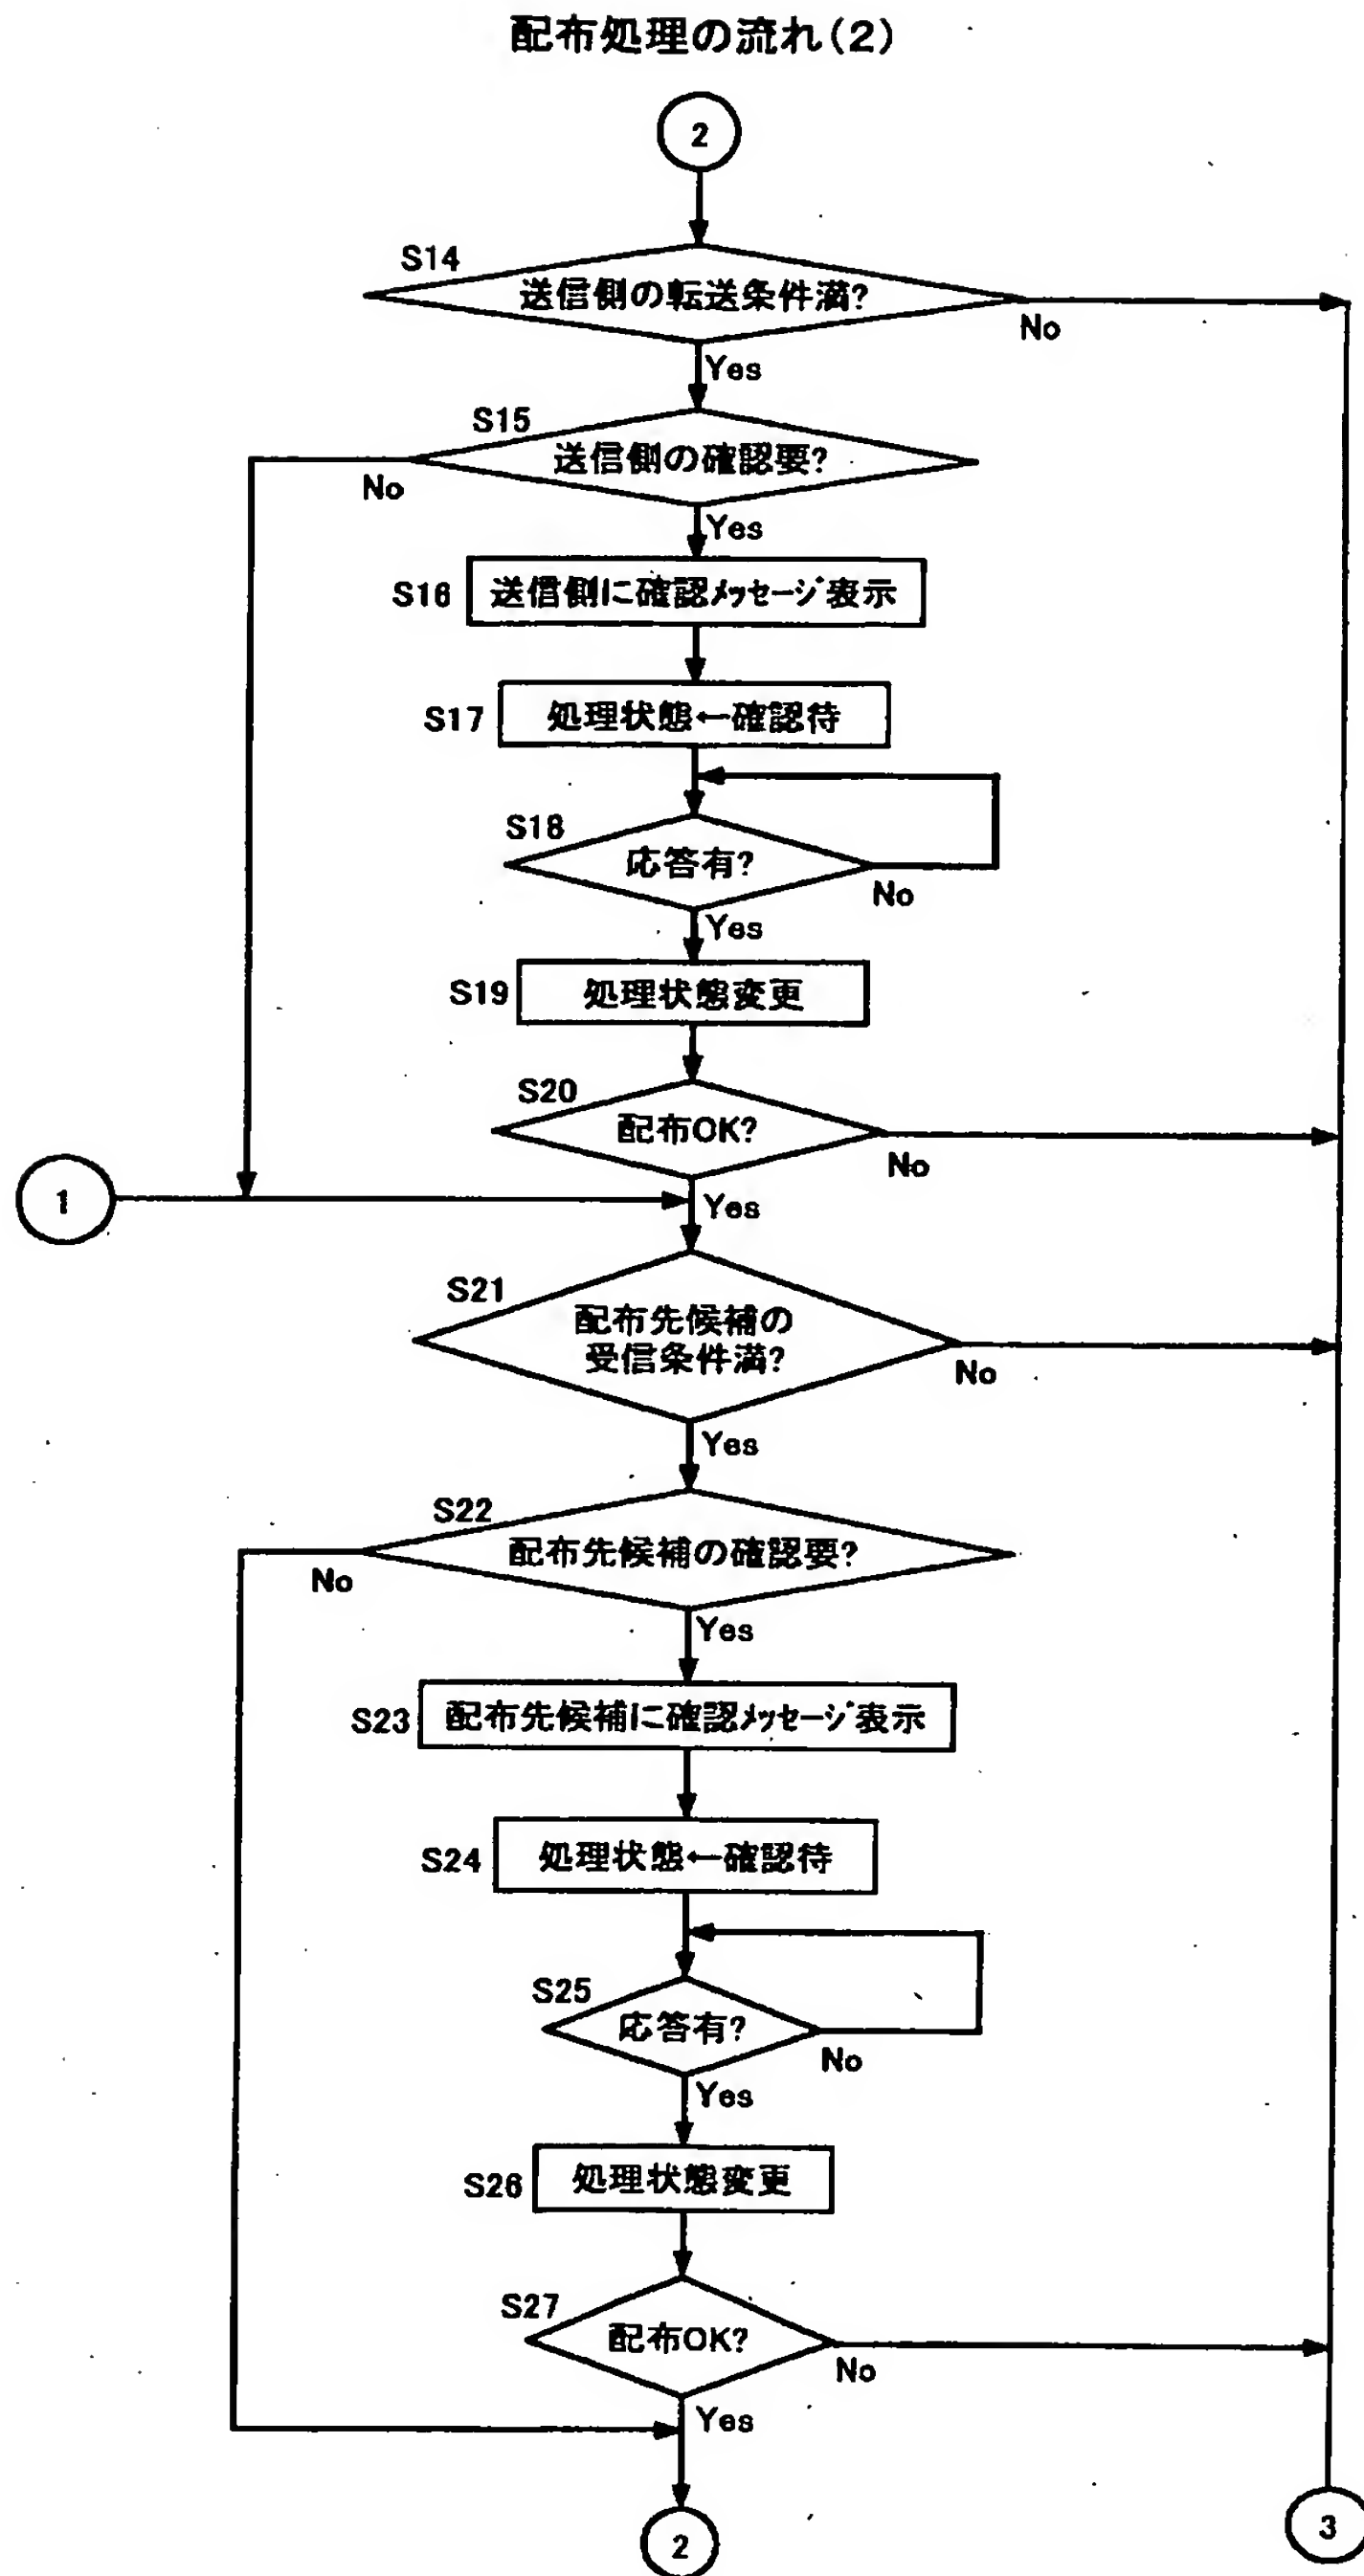 配布処理の流れ(2)
2
S14
送信側の転送条件満?
No
Yes
S15
送信側の確認要?
No
Yes
S16
送信側に確認メッセージ表示
S17
処理状態←確認待
S18
応答有?
No
Yes
S19
処理状態変更
S20
配布OK?
No
1
Yes
S21
配布先候補の
受信条件満?
No
Yes
S22
配布先候補の確認要?
No
Yes
S23
配布先候補に確認メッセージ表示
S24
処理状態←確認待
S25
応答有?
No
Yes
S26
処理状態変更
S27
配布OK?
No
Yes
2
3